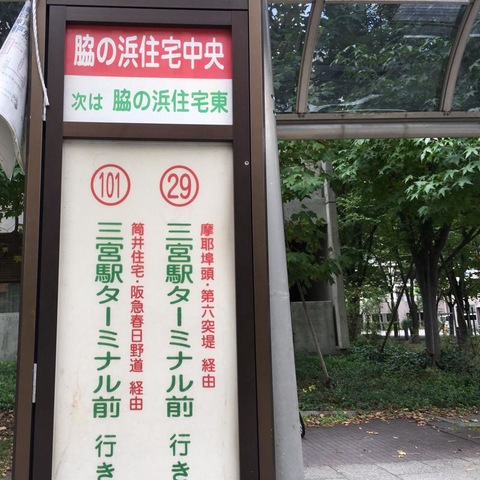 脇の浜住宅中央
次は 脇の浜住宅東
29
摩耶埠頭・第六突堤 経由
三宮駅ターミナル前 行き
101
筒井住宅・阪急春日野道 経由
三宮駅ターミナル前 行き